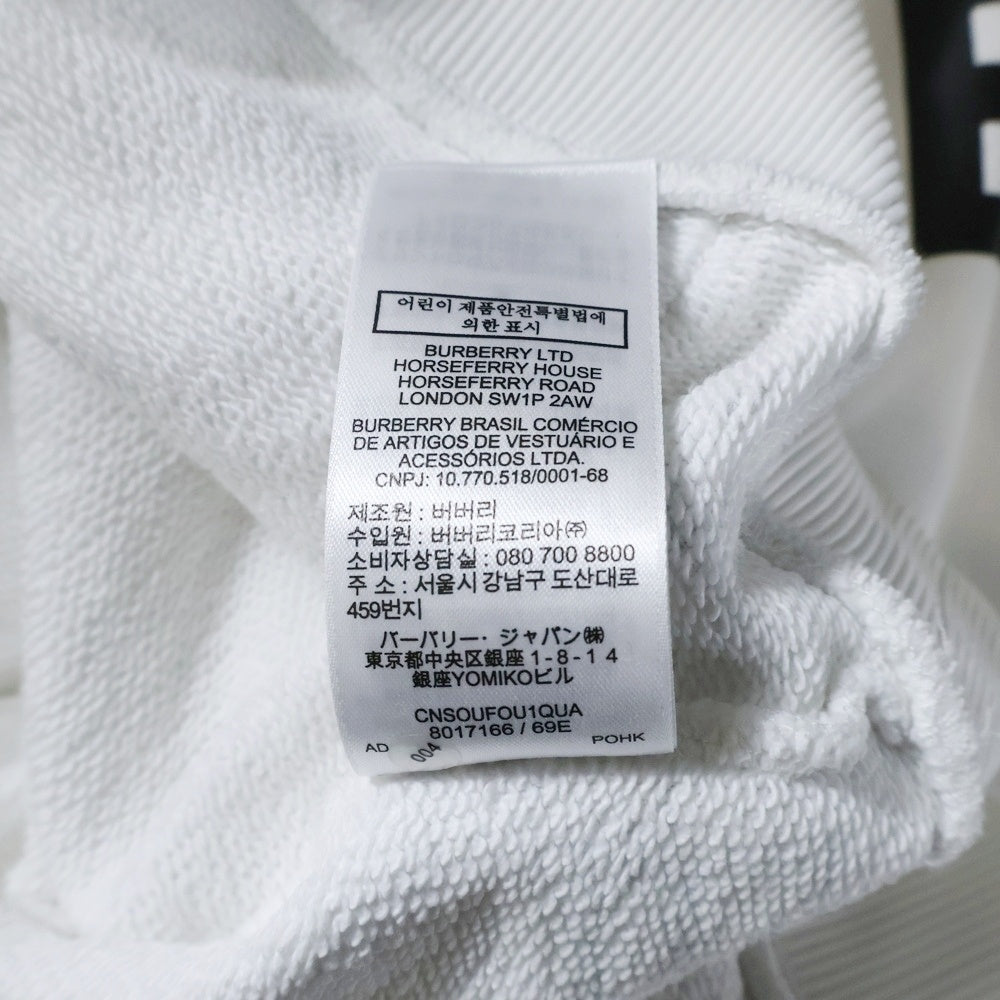 어린이 제품안전특별법에
의한 표시
BURBERRY LTD
HORSEFERRY HOUSE
HORSEFERRY ROAD
LONDON SW1P 2AW
BURBERRY BRASIL COMÉRCIO
DE ARTIGOS DE VESTUÁRIO E
ACESSÓRIOS LTDA.
CNPJ: 10.770.518/0001-68
제조원 : 버버리
수입원 : 버버리코리아㈜
소비자상담실 : 080 700 8800
주 소 : 서울시 강남구 도산대로
459번지
バーバリー・ジャパン㈱
東京都中央区銀座1-8-14
銀座YOMIKOビル
CNSOUFOU1QUA
8017166 / 69E
AD 004 POHK